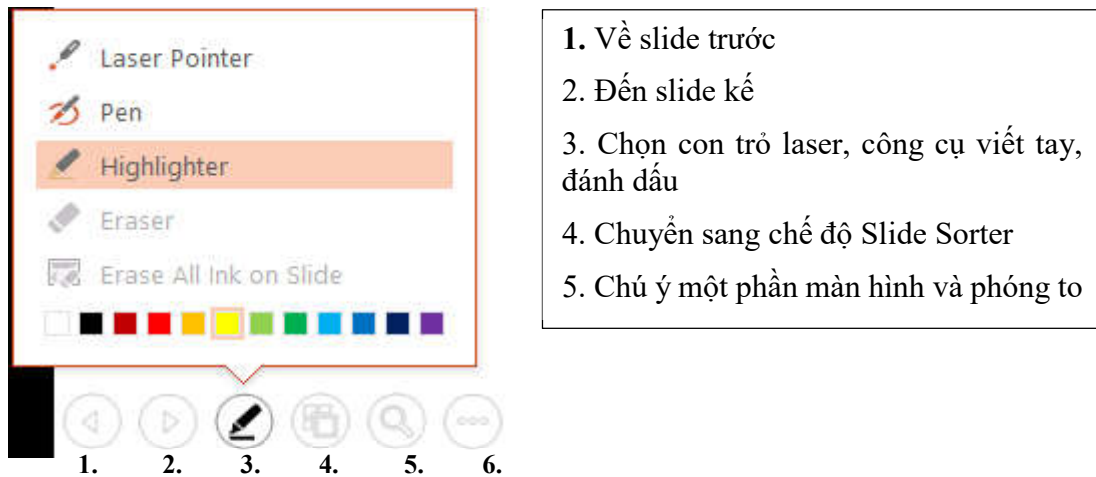 Laser Pointer
Pen
Highlighter
Eraser
Erase All Ink on Slide
1. 2. 3. 4. 5. 6.
1. Về slide trước
2. Đến slide kế
3. Chọn con trỏ laser, công cụ viết tay,
đánh dấu
4. Chuyển sang chế độ Slide Sorter
5. Chú ý một phần màn hình và phóng to